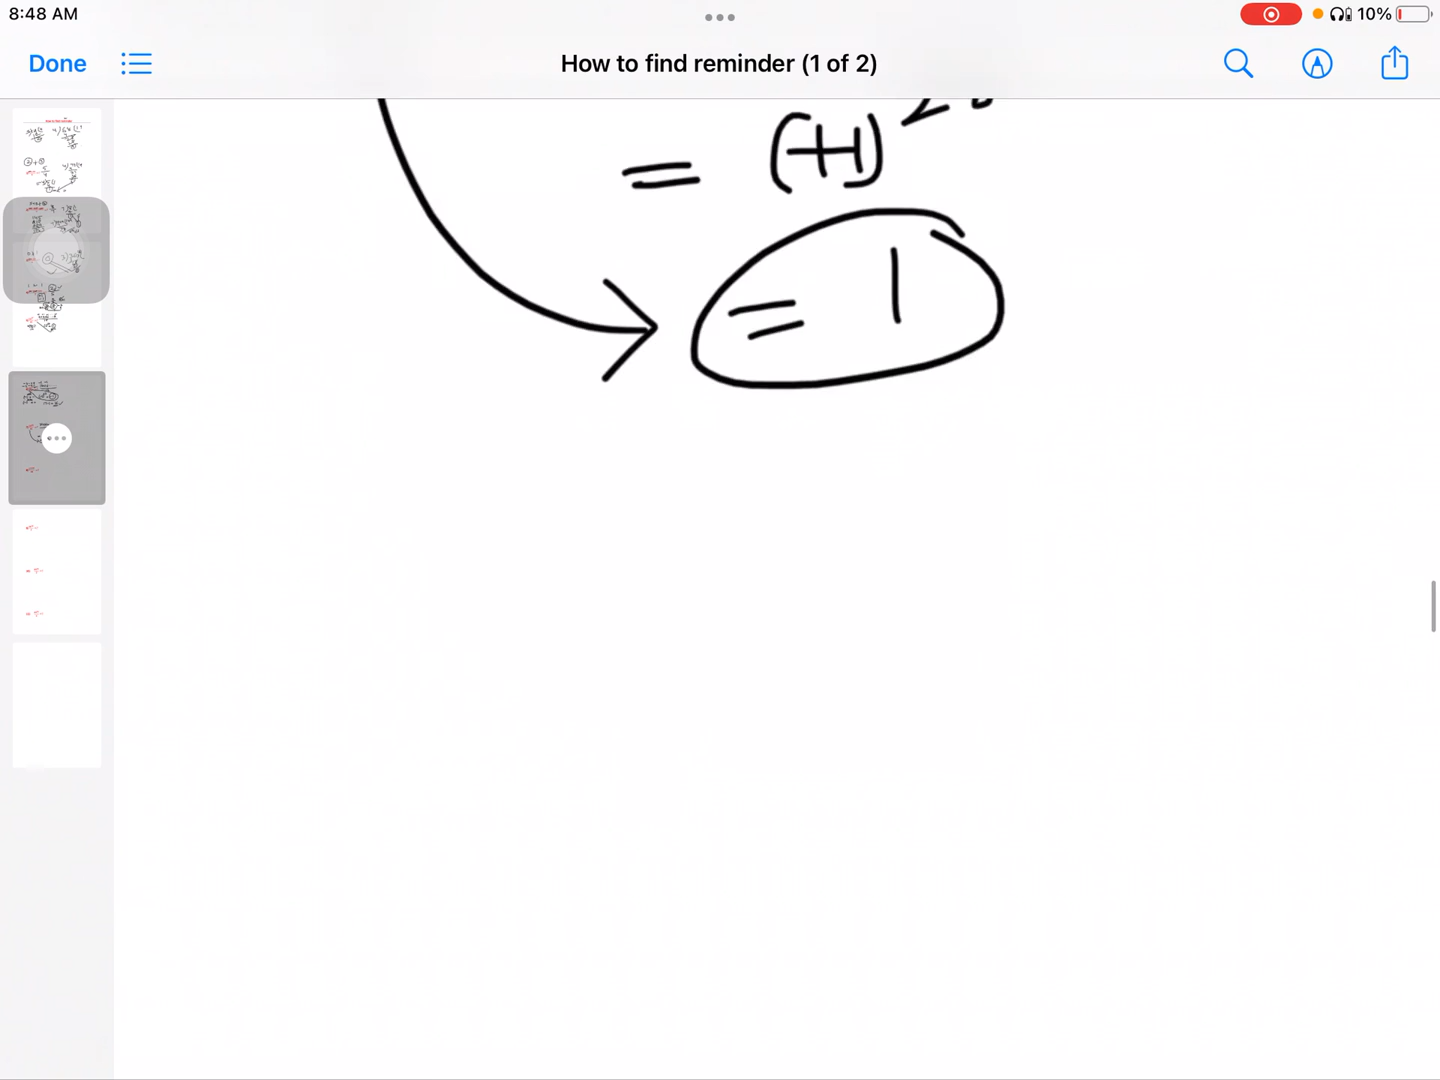 8:48 AM
10%
Done
How to find reminder (1 of 2)
= (+1)
= 1